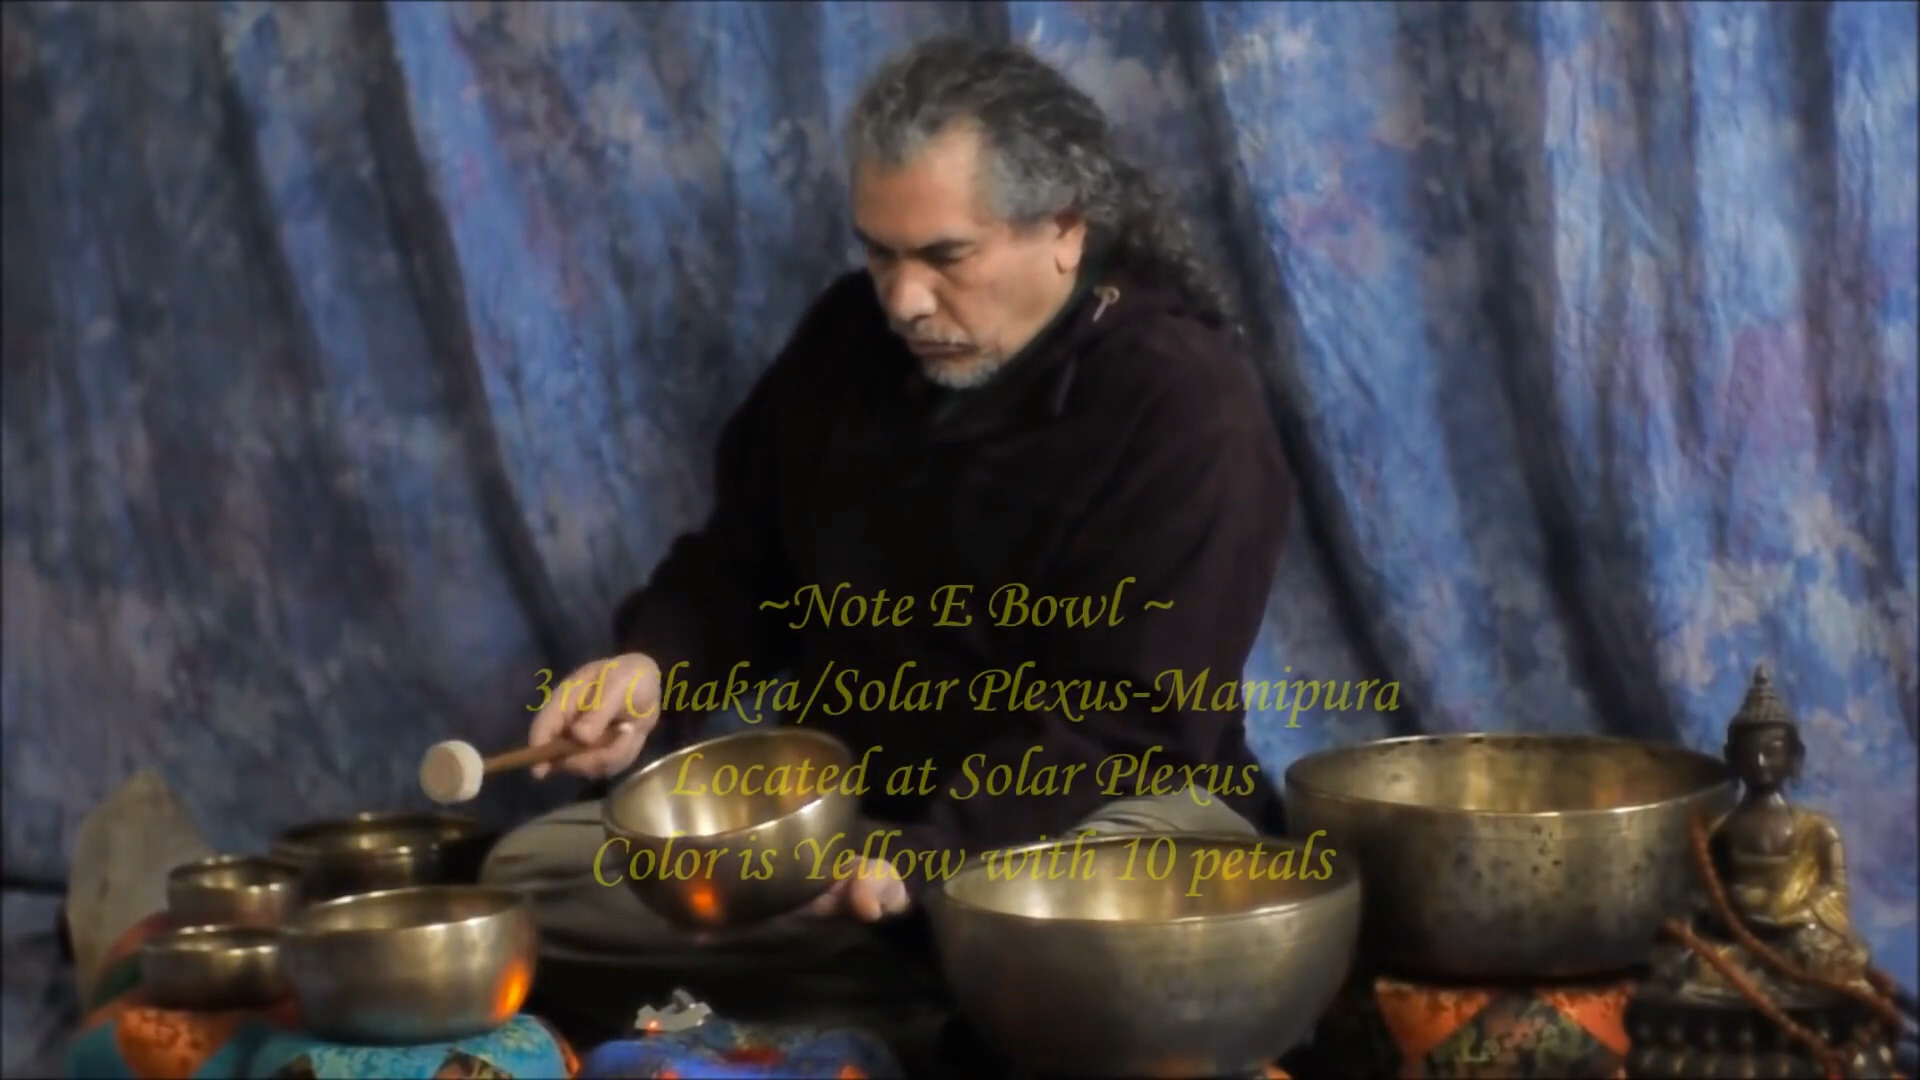 ~Note E Bowl ~
3rd Chakra/Solar Plexus-Manipura
Located at Solar Plexus
Color is Yellow with 10 petals